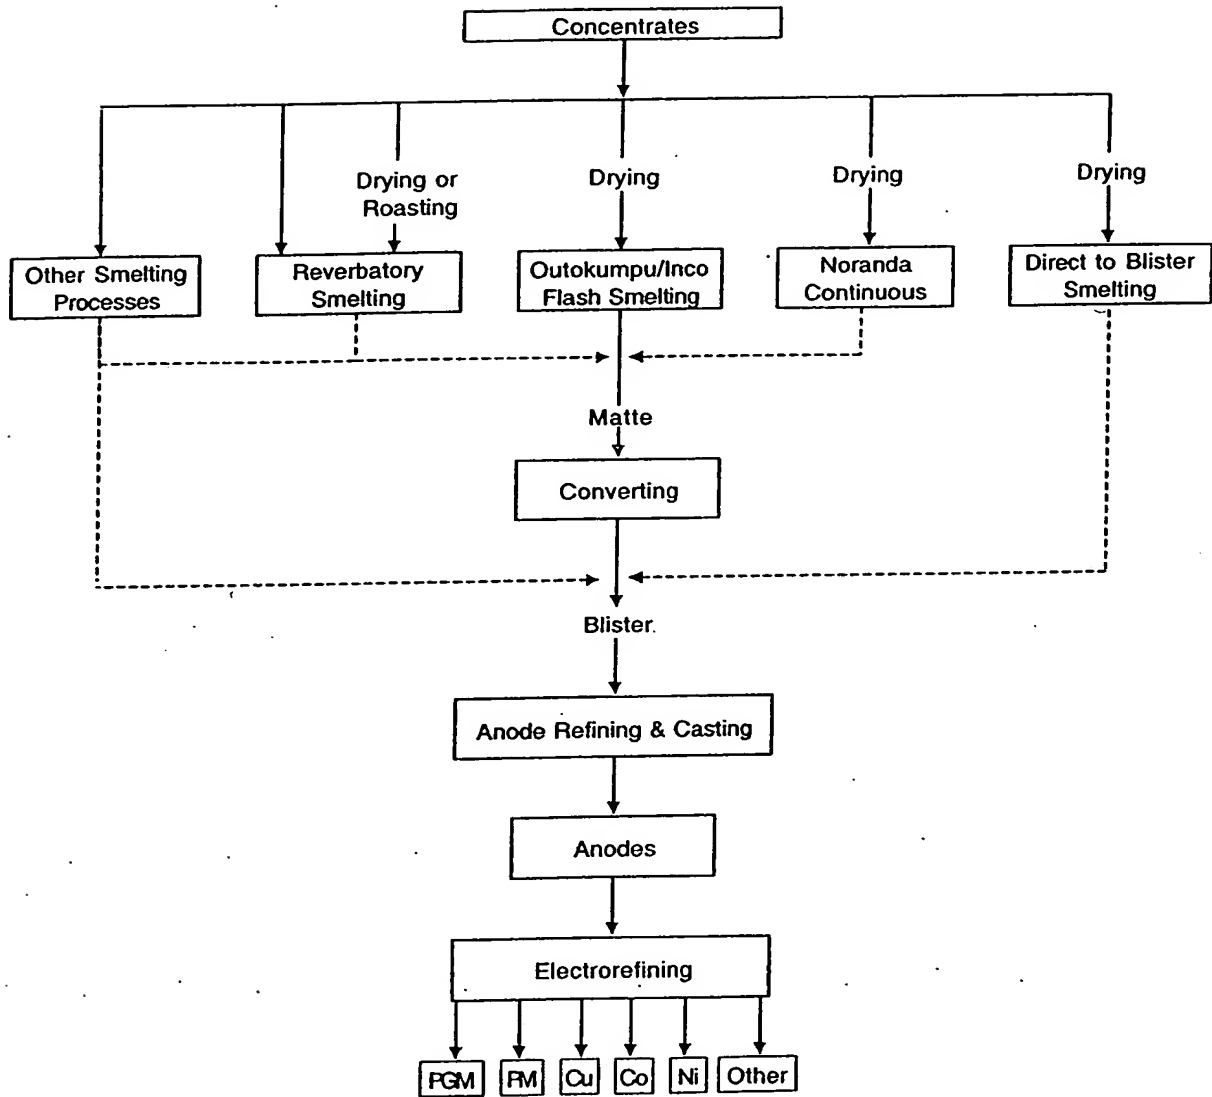 Concentrates
Drying or
Roasting
Drying
Drying
Drying
Other Smelting
Processes
Reverbatory
Smelting
Outokumpu/Inco
Flash Smelting
Noranda
Continuous
Direct to Blister
Smelting
Matte
Converting
Blister
Anode Refining & Casting
Anodes
Electrorefining
PGM
PM
Cu
Co
Ni
Other